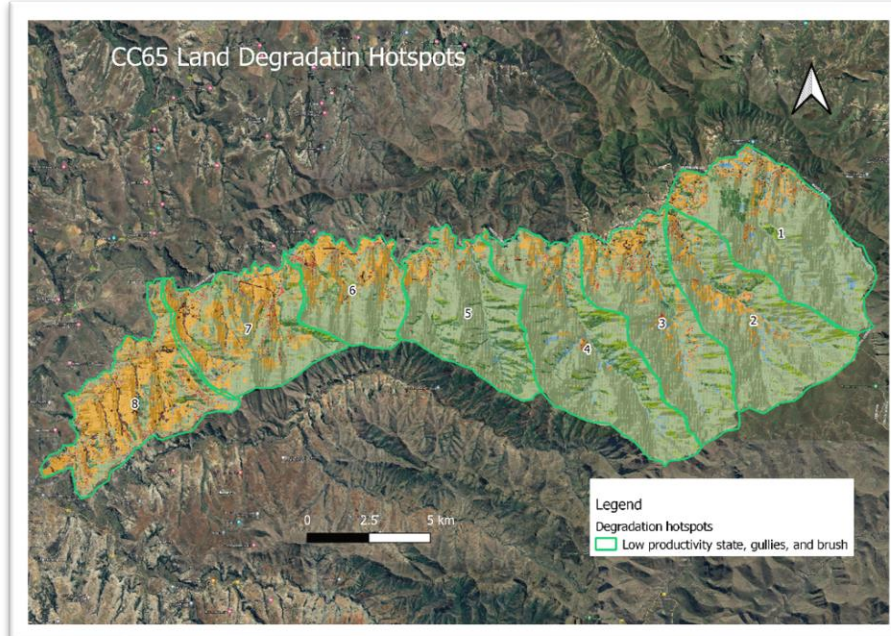 CC65 Land Degradatin Hotspots
1
6
5
7
3
2
4
8
0 2.5 5 km
Legend
Degradation hotspots
Low productivity state, gullies, and brush